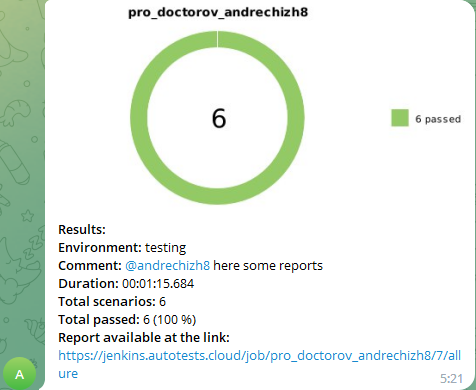 pro_doctorov_andrechizh8
6
6 passed
Results:
Environment: testing
Comment: @andrechizh8 here some reports
Duration: 00:01:15.684
Total scenarios: 6
Total passed: 6 (100 %)
Report available at the link:
https://jenkins.autotests.cloud/job/pro_doctorov_andrechizh8/7/all
ure
A
5:21